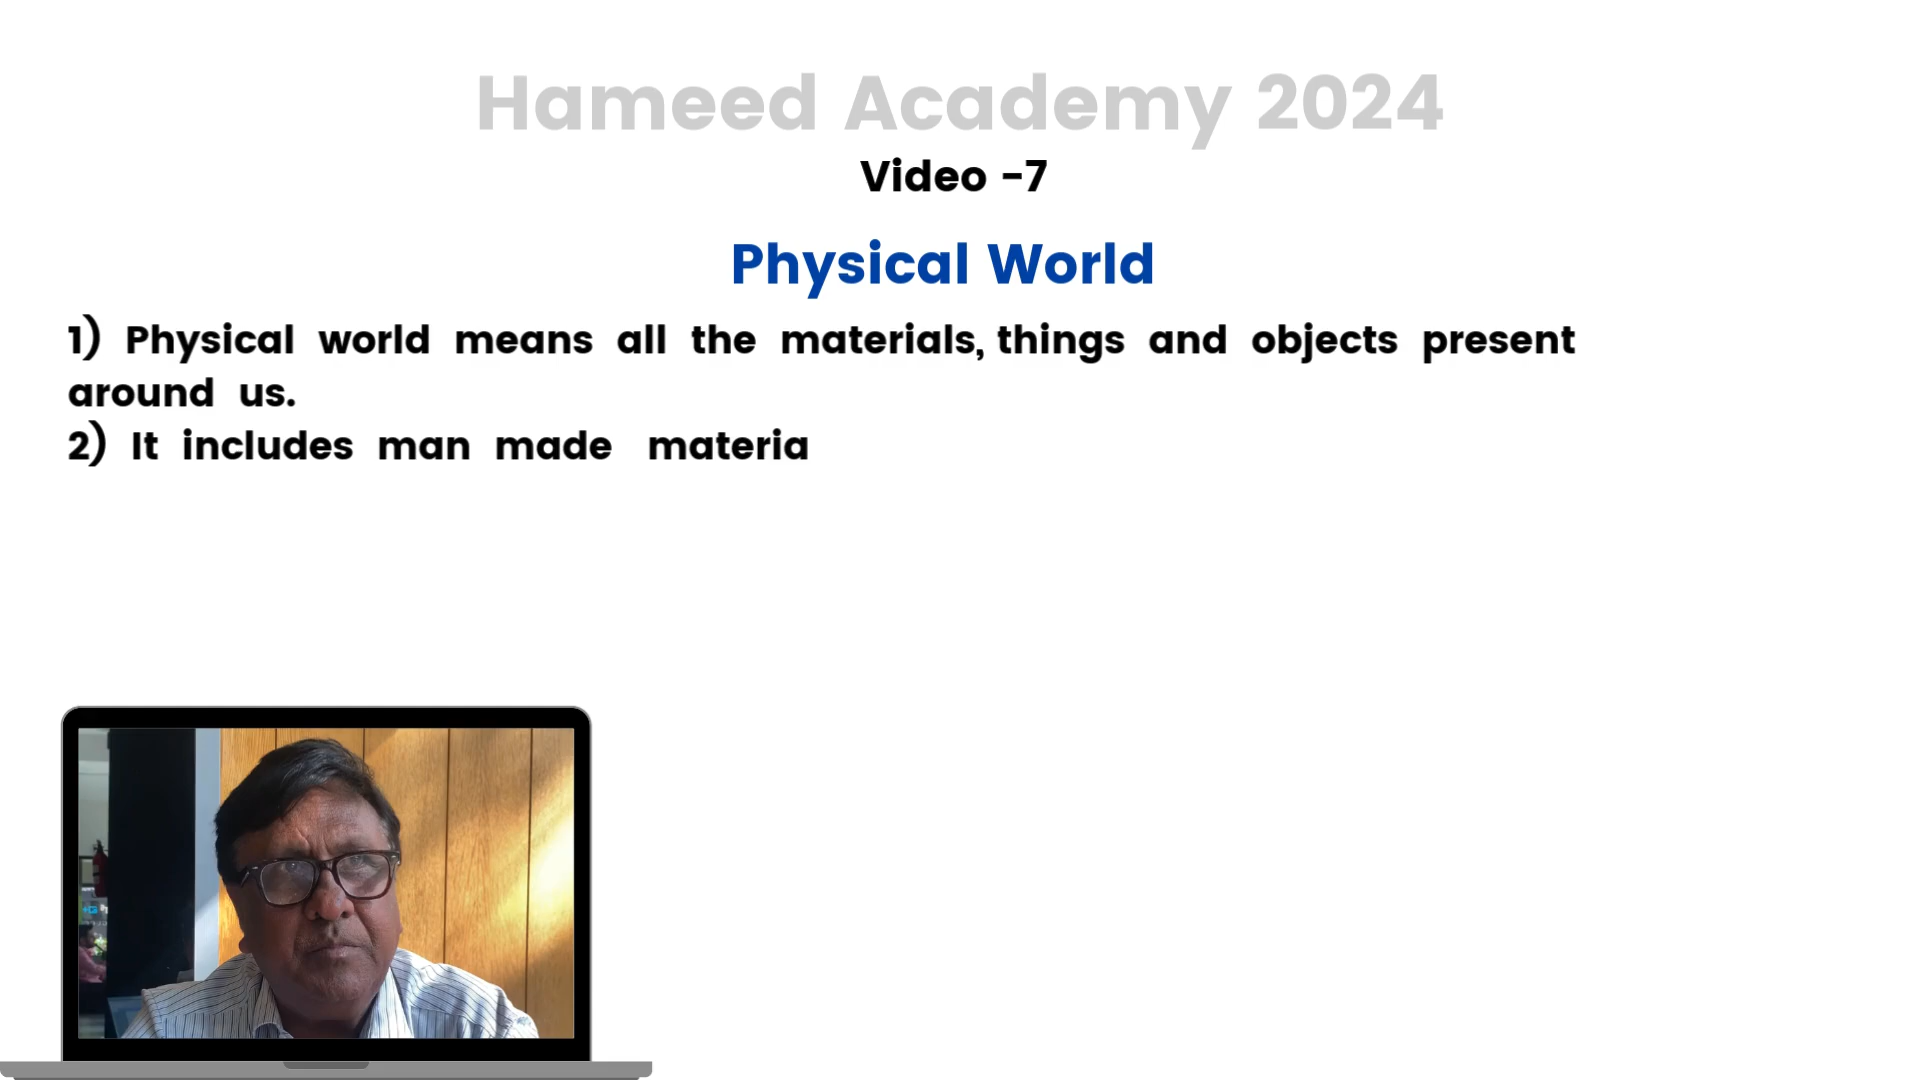 Hameed Academy 2024
Video -7
Physical World
1) Physical world means all the materials, things and objects present
around us.
2) It includes man made materia